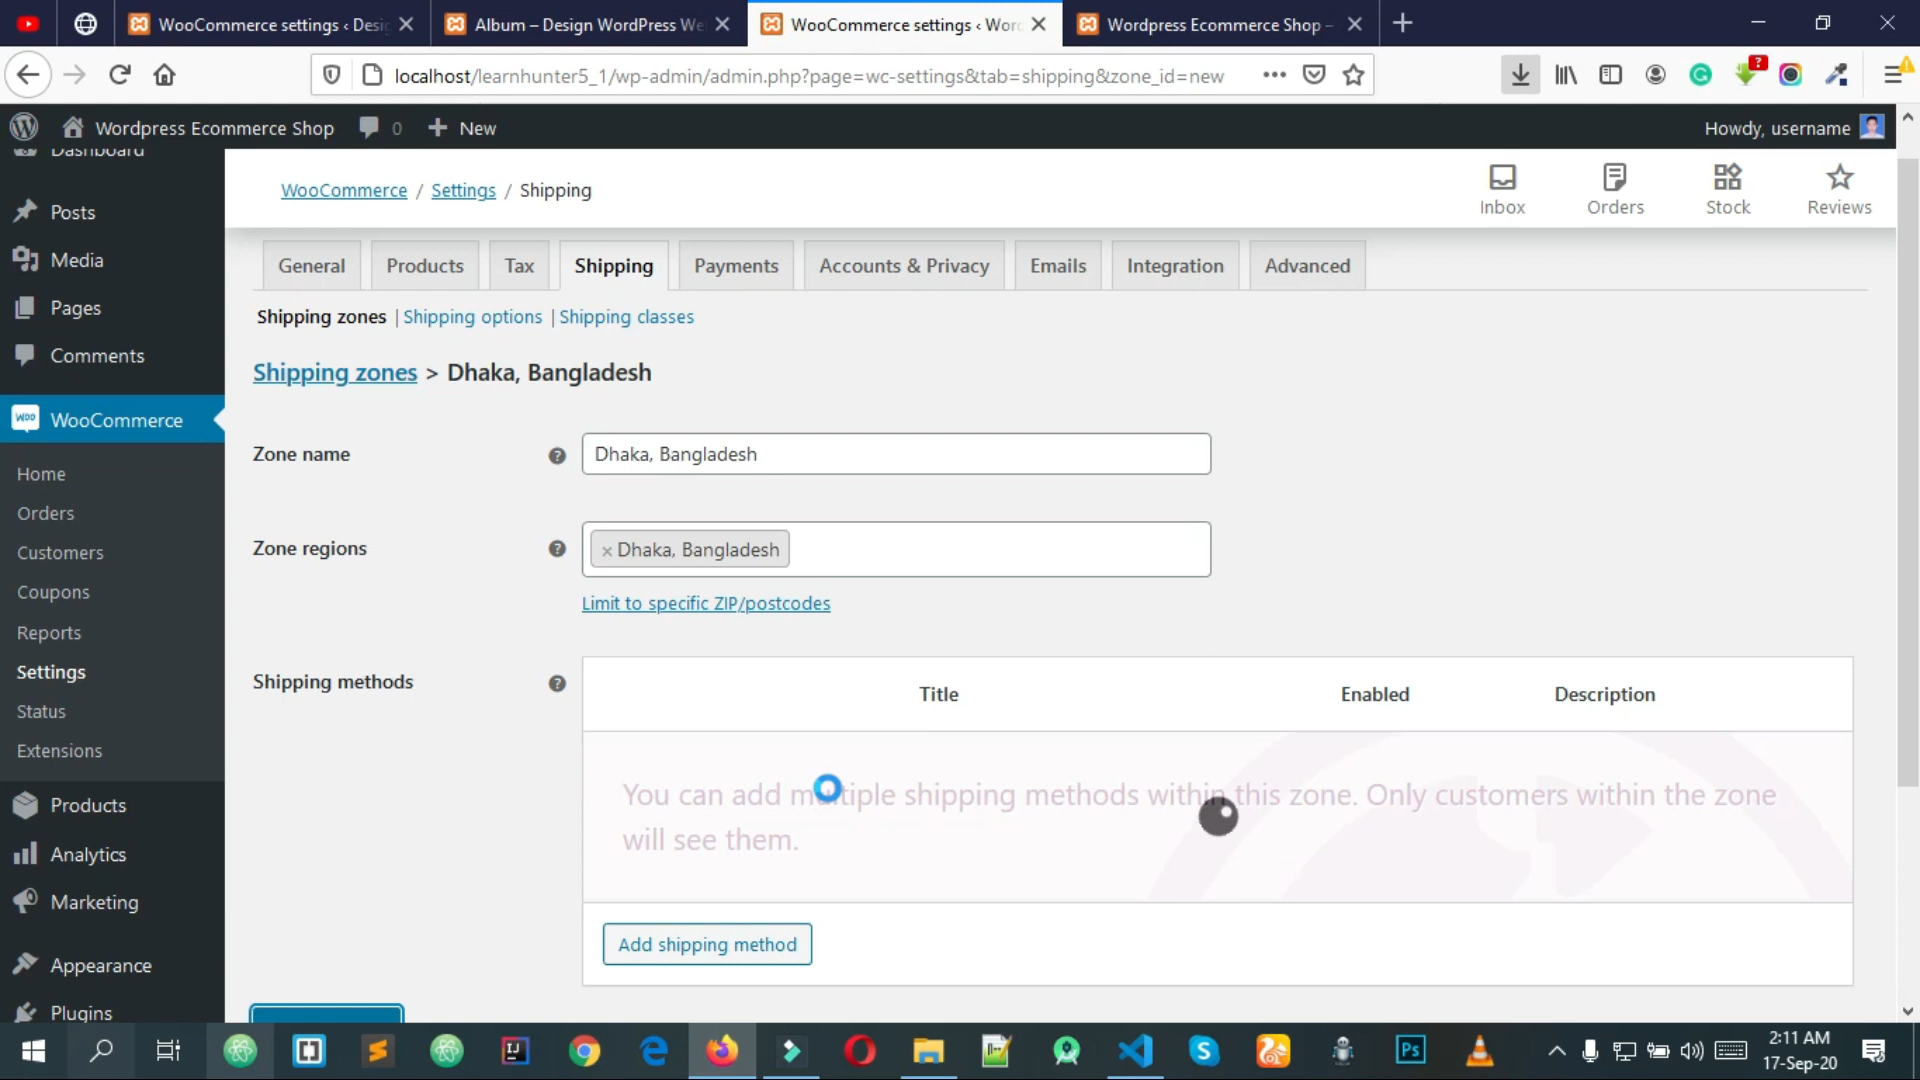 WooCommerce settings ‹ Desi
Album – Design WordPress We
WooCommerce settings ‹ Word
Wordpress Ecommerce Shop –
localhost/learnhunter5_1/wp-admin/admin.php?page=wc-settings&tab=shipping&zone_id=new
?
Wordpress Ecommerce Shop
0
New
Howdy, username
Dashboard
Posts
Media
Pages
Comments
WooCommerce
Home
Orders
Customers
Coupons
Reports
Settings
Status
Extensions
Products
Analytics
Marketing
Appearance
Plugins
WooCommerce / Settings / Shipping
Inbox
Orders
Stock
Reviews
General
Products
Tax
Shipping
Payments
Accounts & Privacy
Emails
Integration
Advanced
Shipping zones | Shipping options | Shipping classes
Shipping zones > Dhaka, Bangladesh
Zone name
?
Dhaka, Bangladesh
Zone regions
?
× Dhaka, Bangladesh
Limit to specific ZIP/postcodes
Shipping methods
?
Title
Enabled
Description
You can add multiple shipping methods within this zone. Only customers within the zone
will see them.
Add shipping method
2:11 AM
17-Sep-20